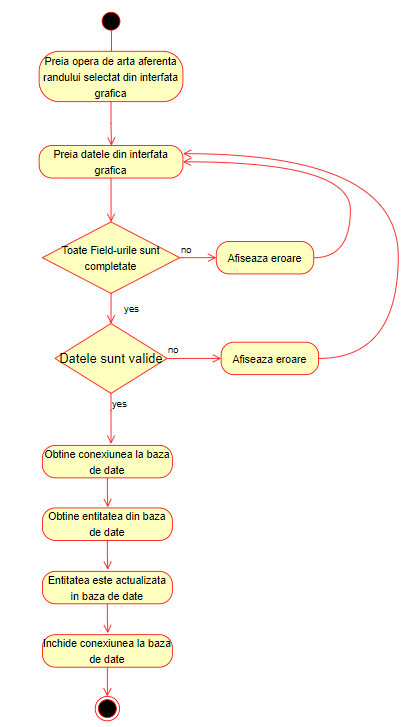 Preia opera de arta aferenta
randului selectat din interfata
grafica
Preia datele din interfata
grafica
Toate Field-urile sunt
completate
no
Afiseaza eroare
yes
Datele sunt valide
no
Afiseaza eroare
yes
Obtine conexiunea la baza
de date
Obtine entitatea din baza
de date
Entitatea este actualizata
in baza de date
Inchide conexiunea la baza
de date